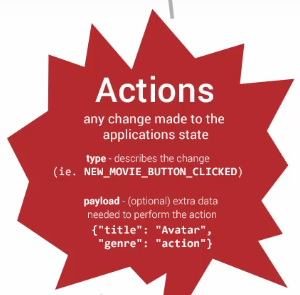 Actions
any change made to the
applications state
type - describes the change
(ie. NEW_MOVIE_BUTTON_CLICKED)
payload - (optional) extra data
needed to perform the action
{"title": "Avatar",
"genre": "action"}